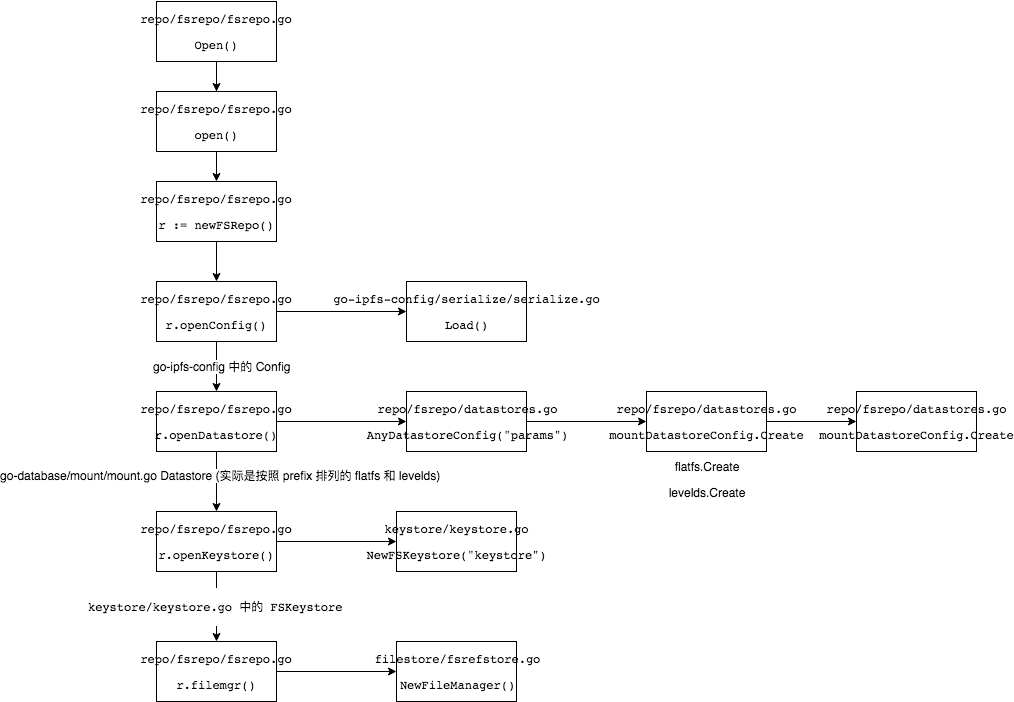 repo/fsrepo/fsrepo.go
Open()
repo/fsrepo/fsrepo.go
open()
repo/fsrepo/fsrepo.go
r := newFSRepo()
repo/fsrepo/fsrepo.go
r.openConfig()
go-ipfs-config/serialize/serialize.go
Load()
go-ipfs-config 中的 Config
repo/fsrepo/fsrepo.go
r.openDatastore()
repo/fsrepo/datastores.go
AnyDatastoreConfig("params")
repo/fsrepo/datastores.go
mountDatastoreConfig.Create
flatfs.Create
levelds.Create
repo/fsrepo/datastores.go
mountDatastoreConfig.Create
go-database/mount/mount.go Datastore (实际是按照 prefix 排列的 flatfs 和 levelds)
repo/fsrepo/fsrepo.go
r.openKeystore()
keystore/keystore.go
NewFSKeystore("keystore")
keystore/keystore.go 中的 FSKeystore
repo/fsrepo/fsrepo.go
r.filemgr()
filestore/fsrefstore.go
NewFileManager()